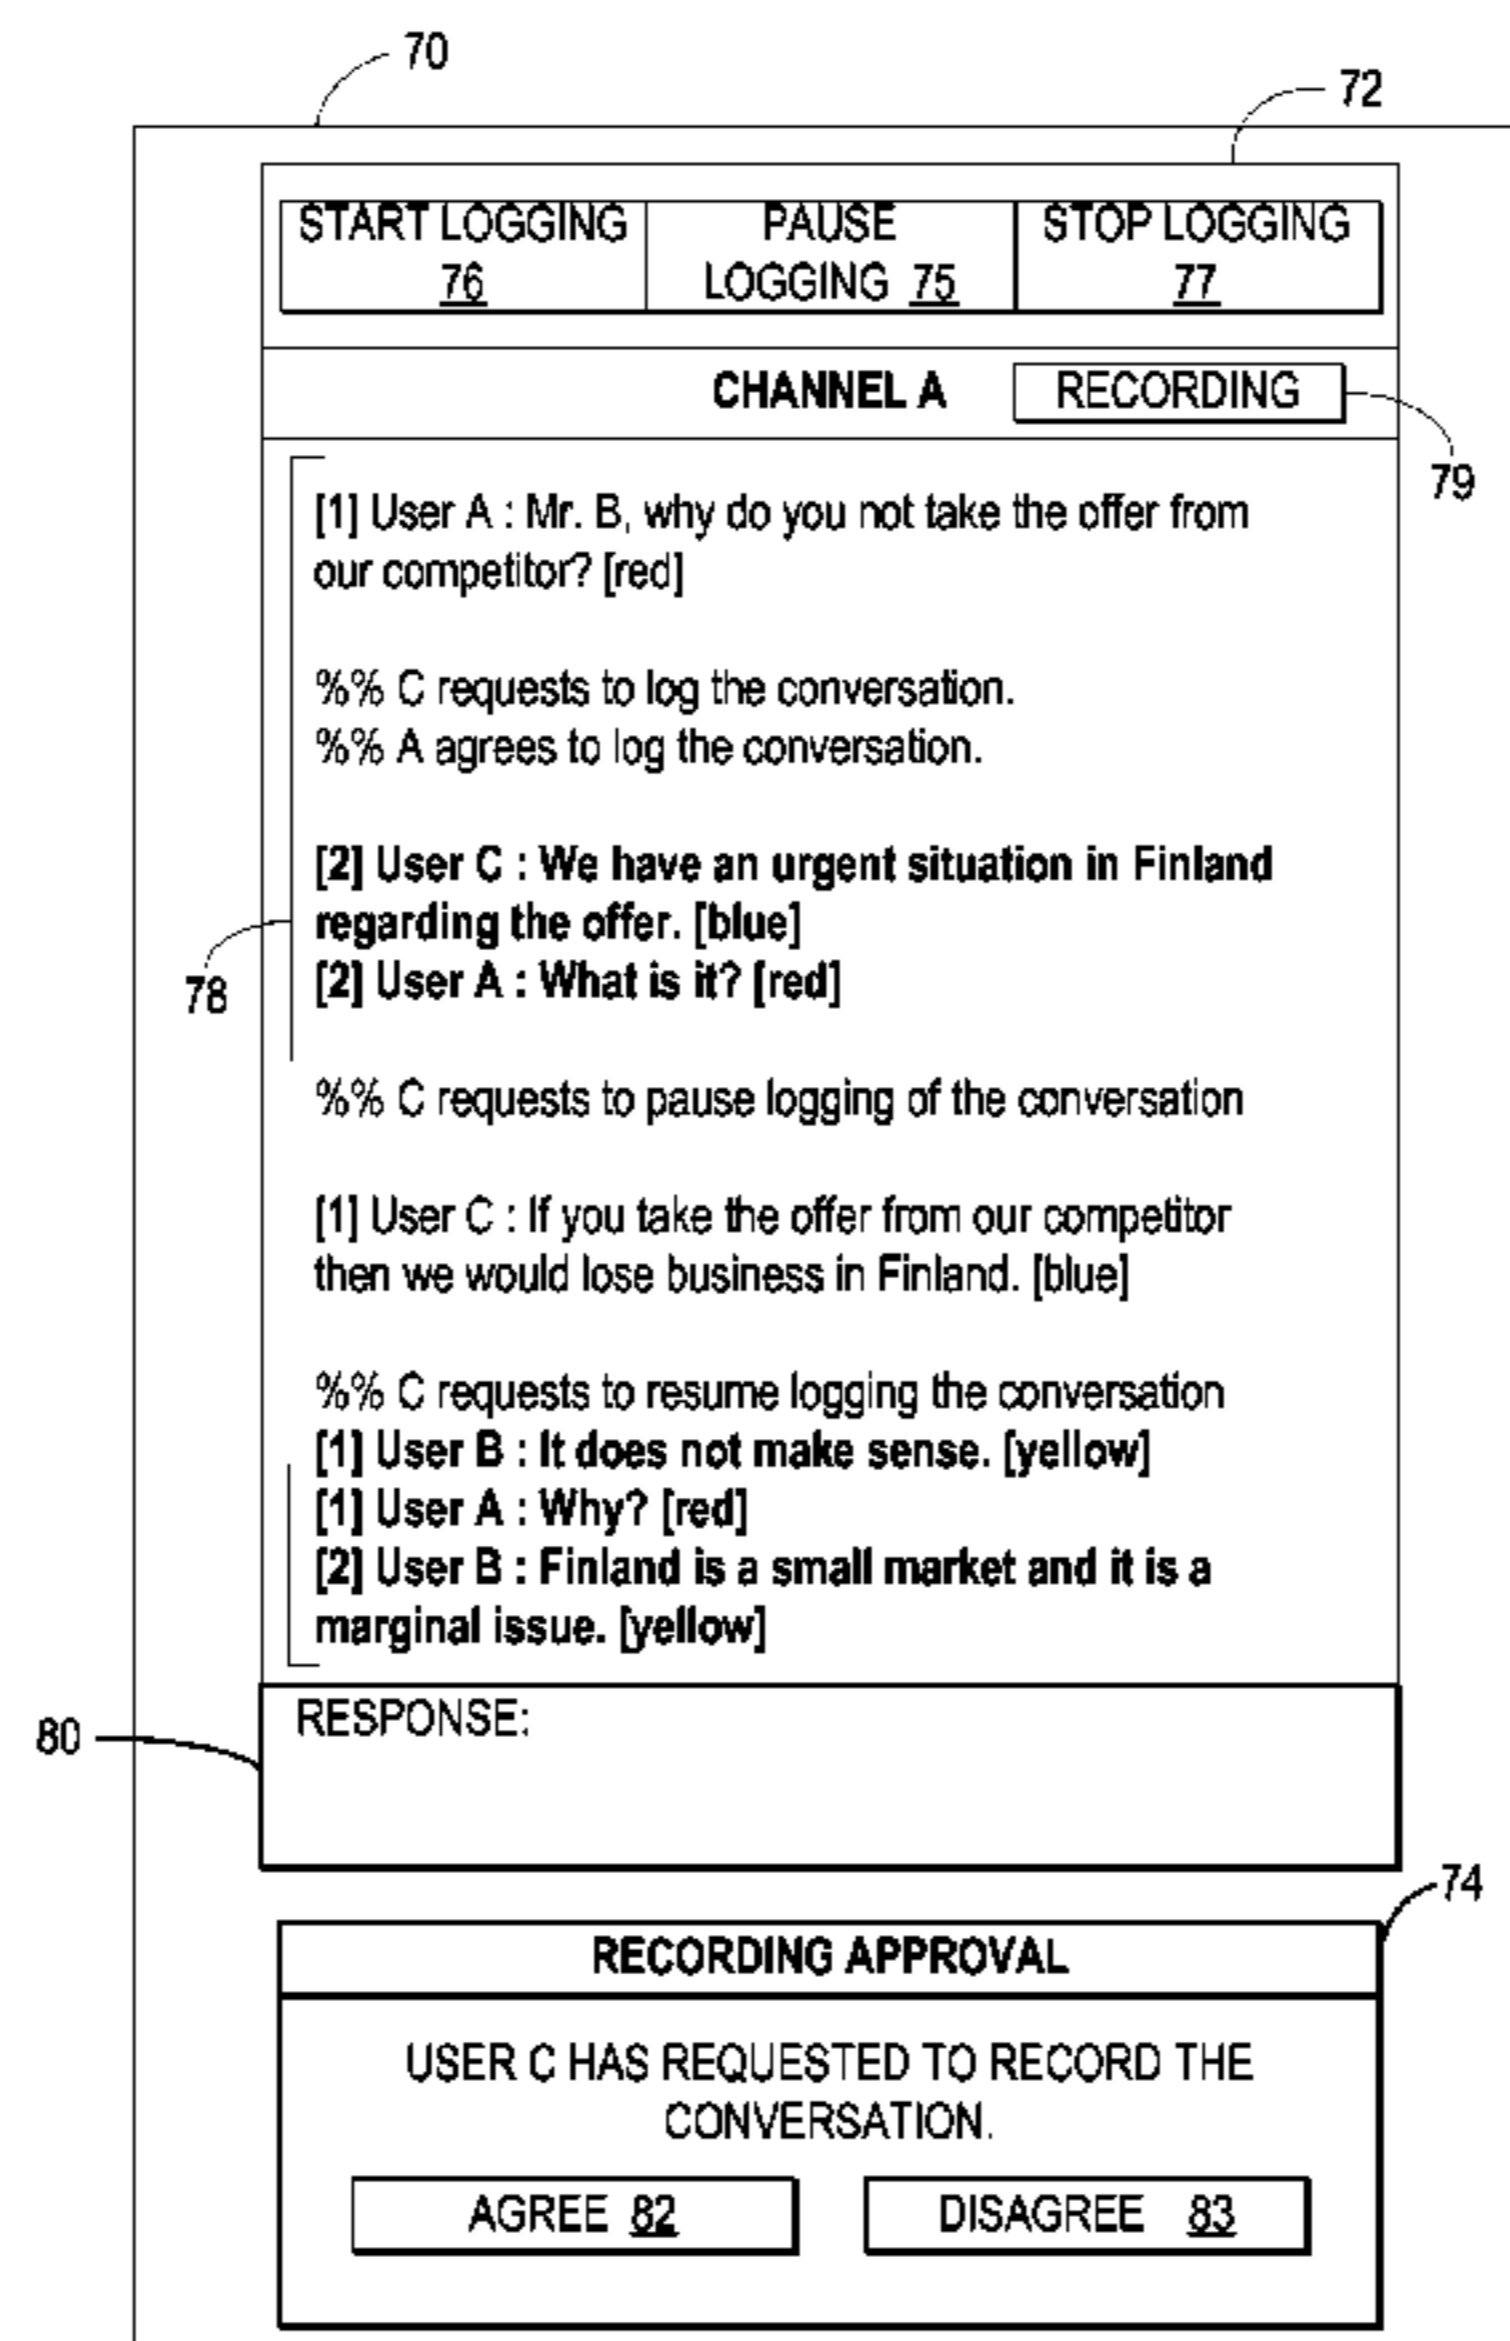 70
72
START LOGGING 76
PAUSE LOGGING 75
STOP LOGGING 77
CHANNEL A
RECORDING
79
[1] User A : Mr. B, why do you not take the offer from
our competitor? [red]
%% C requests to log the conversation.
%% A agrees to log the conversation.
[2] User C : We have an urgent situation in Finland
regarding the offer. [blue]
[2] User A : What is it? [red]
78
%% C requests to pause logging of the conversation
[1] User C : If you take the offer from our competitor
then we would lose business in Finland. [blue]
%% C requests to resume logging the conversation
[1] User B : It does not make sense. [yellow]
[1] User A : Why? [red]
[2] User B : Finland is a small market and it is a
marginal issue. [yellow]
RESPONSE:
80
74
RECORDING APPROVAL
USER C HAS REQUESTED TO RECORD THE
CONVERSATION.
AGREE 82
DISAGREE 83